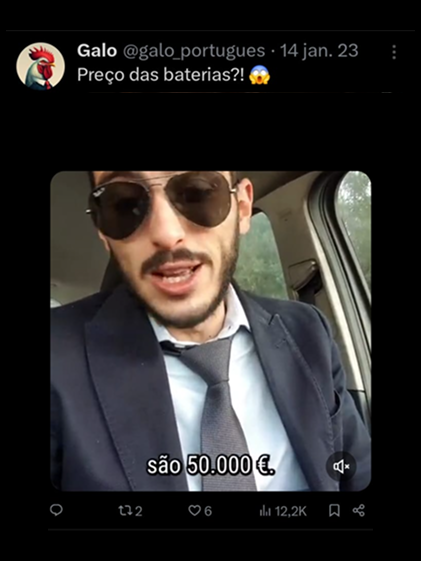 Galo @galo_portugues · 14 jan. 23
Preço das baterias?! 😱
são 50.000 €.
2 6 12,2K